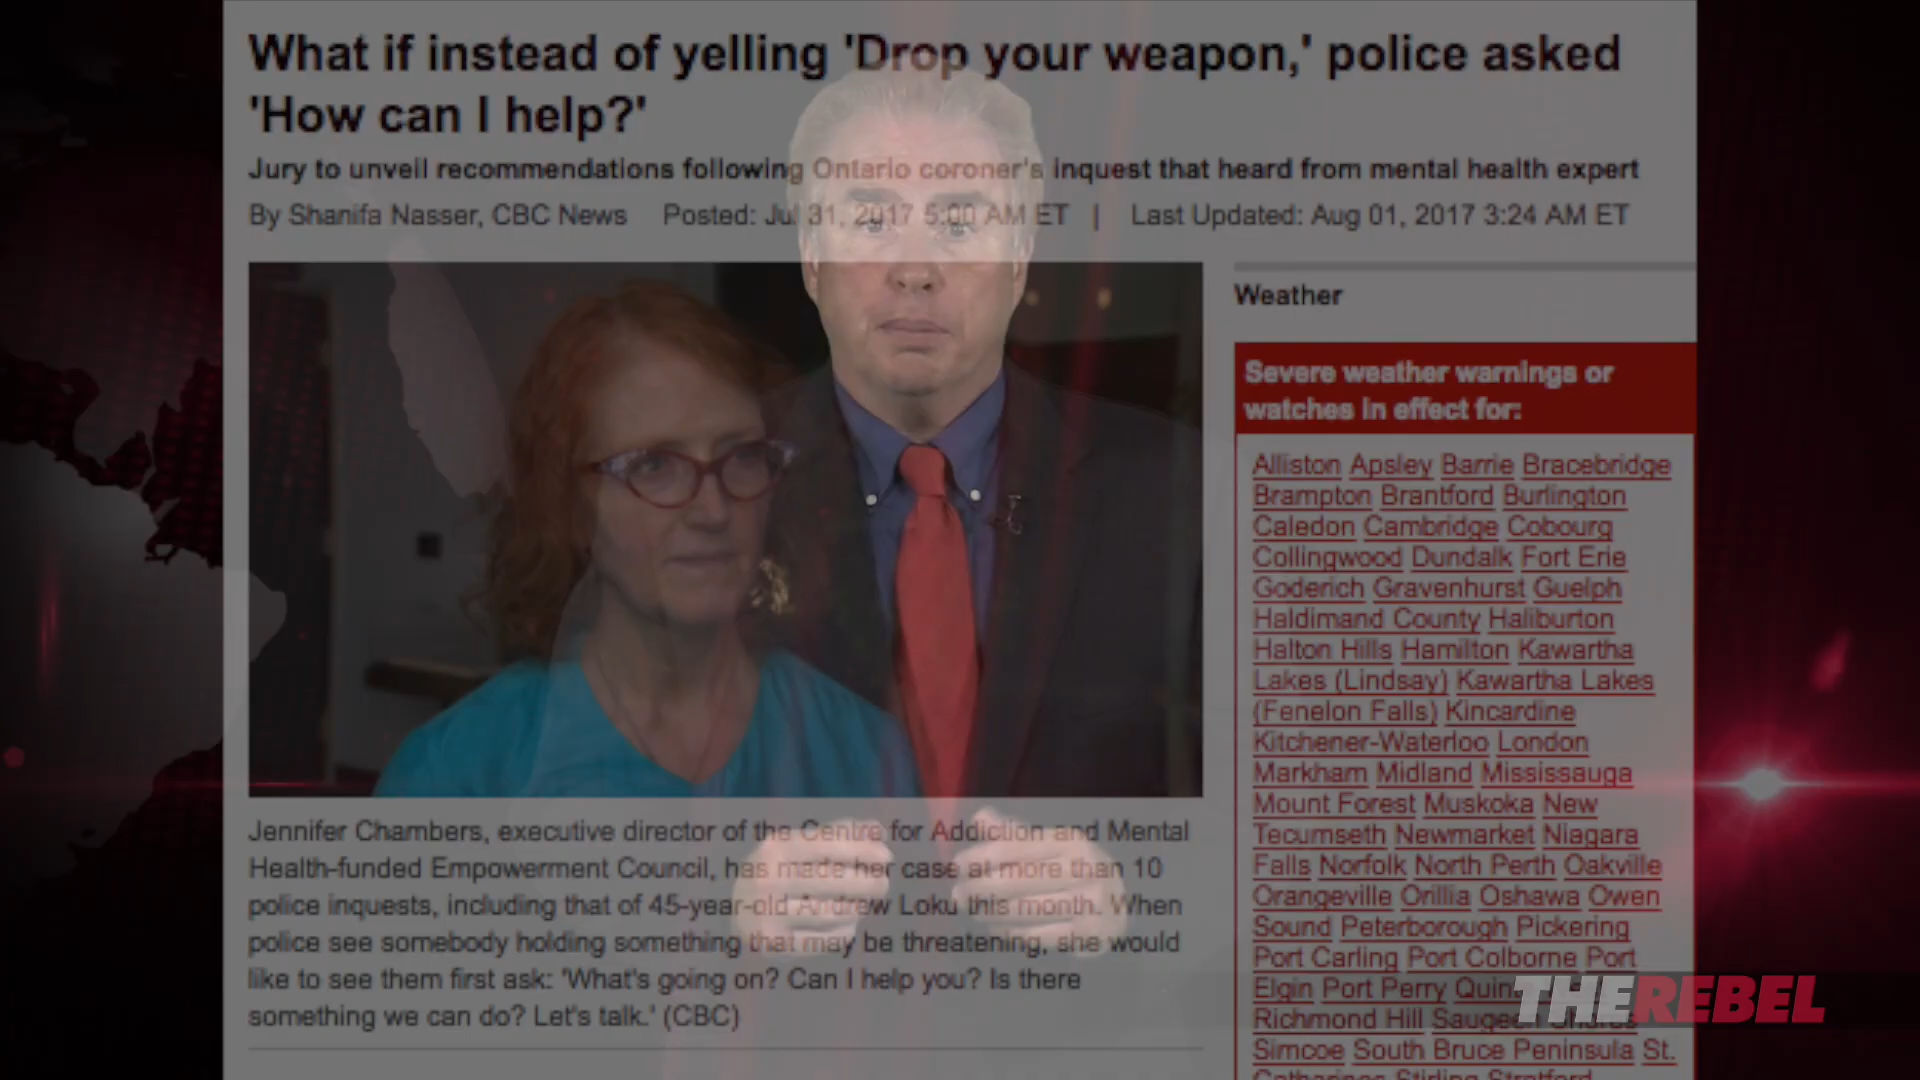 What if instead of yelling 'Drop your weapon,' police asked
'How can I help?'
Jury to unveil recommendations following Ontario coroner's inquest that heard from mental health expert
By Shanifa Nasser, CBC News Posted: Jul 31, 2017 5:00 AM ET | Last Updated: Aug 01, 2017 3:24 AM ET
Jennifer Chambers, executive director of the Centre for Addiction and Mental
Health-funded Empowerment Council, has made her case at more than 10
police inquests, including that of 45-year-old Andrew Loku this month. When
police see somebody holding something that may be threatening, she would
like to see them first ask: 'What's going on? Can I help you? Is there
something we can do? Let's talk.' (CBC)
Weather
Severe weather warnings or
watches in effect for:
Alliston Apsley Barrie Bracebridge
Brampton Brantford Burlington
Caledon Cambridge Cobourg
Collingwood Dundalk Fort Erie
Goderich Gravenhurst Guelph
Haldimand County Haliburton
Halton Hills Hamilton Kawartha
Lakes (Lindsay) Kawartha Lakes
(Fenelon Falls) Kincardine
Kitchener-Waterloo London
Markham Midland Mississauga
Mount Forest Muskoka New
Tecumseth Newmarket Niagara
Falls Norfolk North Perth Oakville
Orangeville Orillia Oshawa Owen
Sound Peterborough Pickering
Port Carling Port Colborne Port
Elgin Port Perry
Richmond Hill
Simcoe South Bruce Peninsula St.
THE REBEL